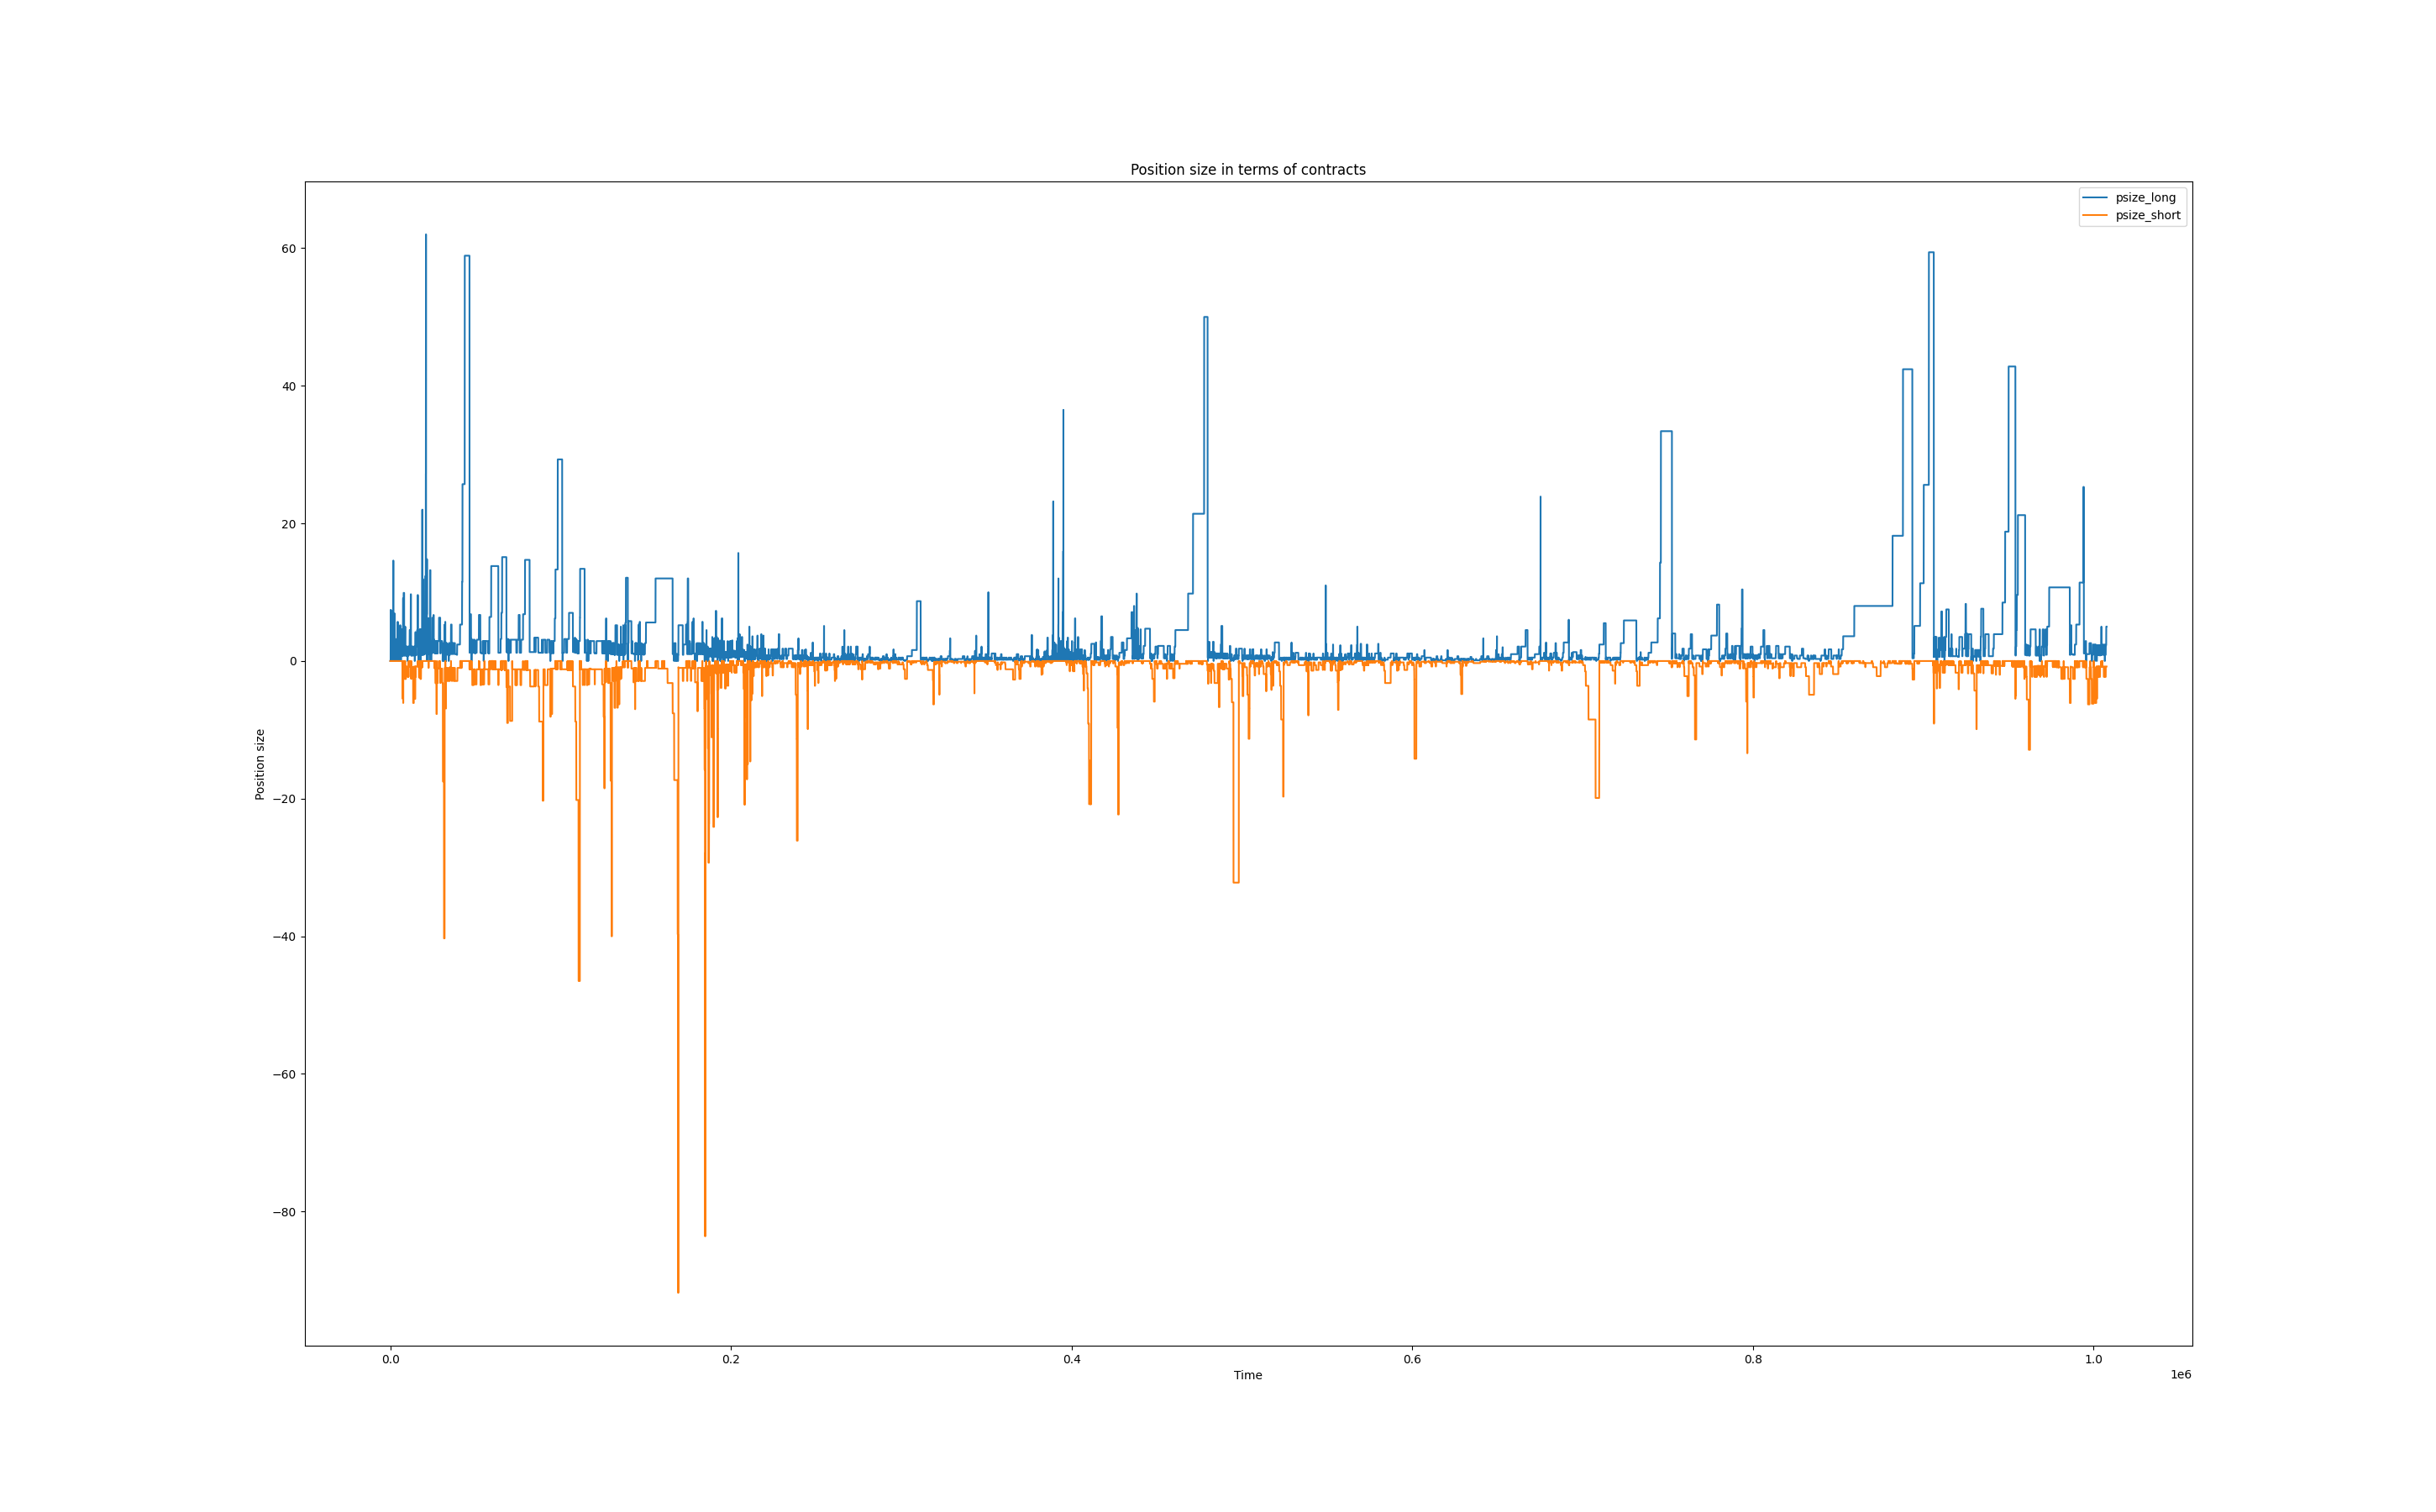 Position size in terms of contracts
psize_long
psize_short
60
40
20
0
−20
−40
−60
−80
Position size
0.0 0.2 0.4 0.6 0.8 1.0
Time
1e6